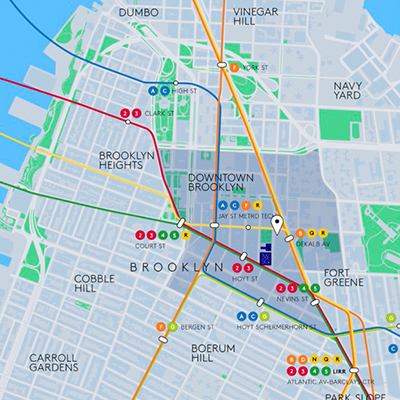 DUMBO
VINEGAR
HILL
F YORK ST
NAVY
YARD
A C HIGH ST
2 3 CLARK ST
BROOKLYN
HEIGHTS
DOWNTOWN
BROOKLYN
A C F R
JAY ST METRO TECH
B Q R
DEKALB AV
2 3 4 5 R
COURT ST
BROOKLYN
2 3
HOYT ST
FORT
GREENE
COBBLE
HILL
2 3 4 5
NEVINS ST
A C G
HOYT SCHERMERHORN ST
F G BERGEN ST
G
C
BOERUM
HILL
CARROLL
GARDENS
B D N Q R
2 3 4 5 LIRR
ATLANTIC AV-BARCLAYS CTR
PARK SLOPE